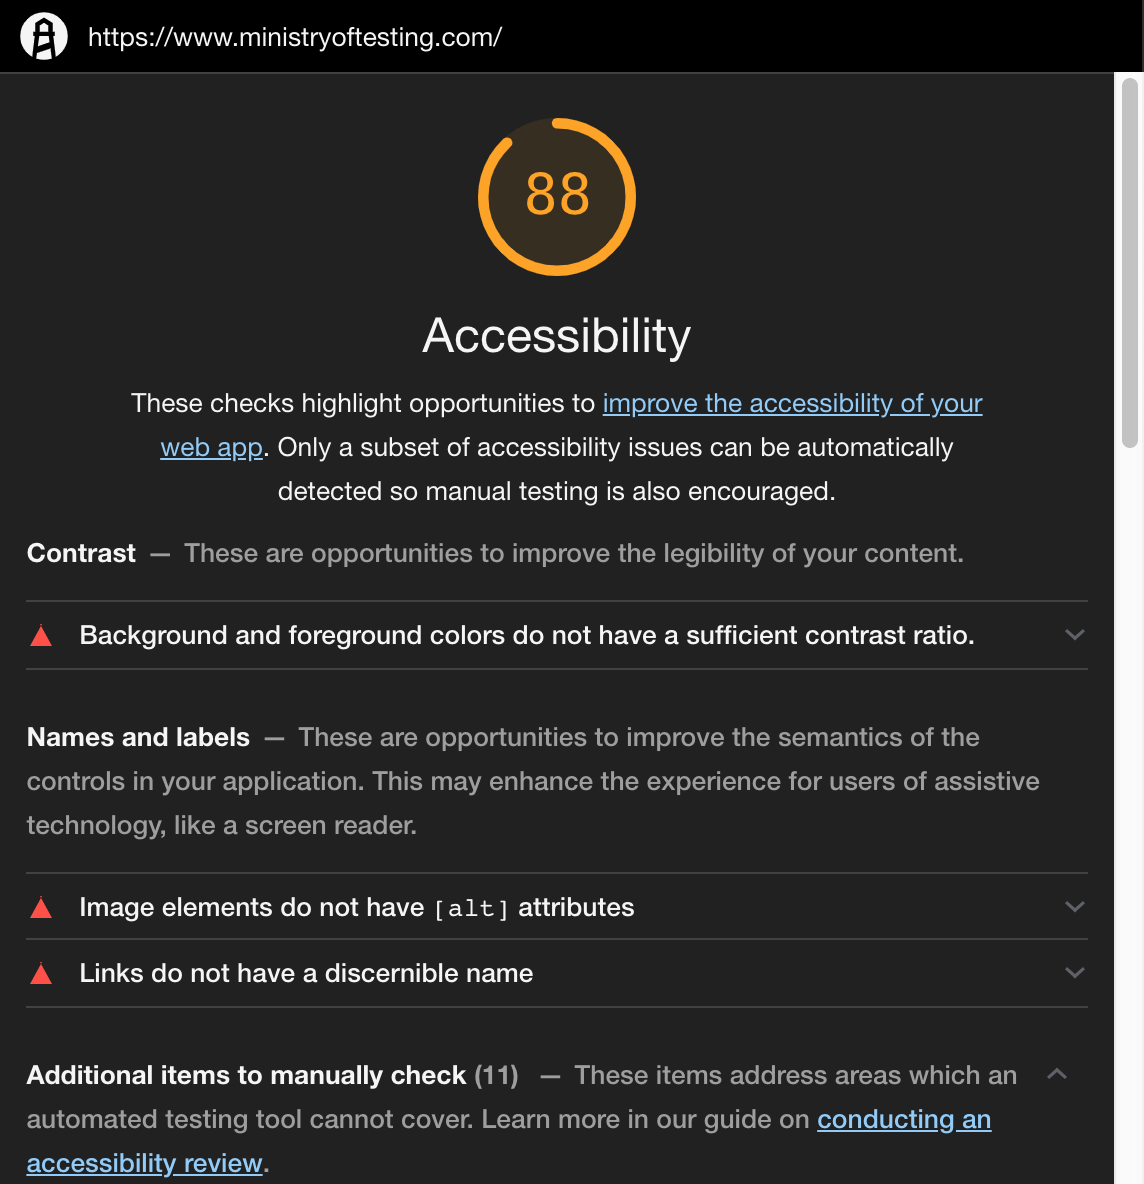 https://www.ministryoftesting.com/
88
Accessibility
These checks highlight opportunities to improve the accessibility of your
web app. Only a subset of accessibility issues can be automatically
detected so manual testing is also encouraged.
Contrast — These are opportunities to improve the legibility of your content.
Background and foreground colors do not have a sufficient contrast ratio.
Names and labels — These are opportunities to improve the semantics of the
controls in your application. This may enhance the experience for users of assistive
technology, like a screen reader.
Image elements do not have [alt] attributes
Links do not have a discernible name
Additional items to manually check (11) — These items address areas which an
automated testing tool cannot cover. Learn more in our guide on conducting an
accessibility review.